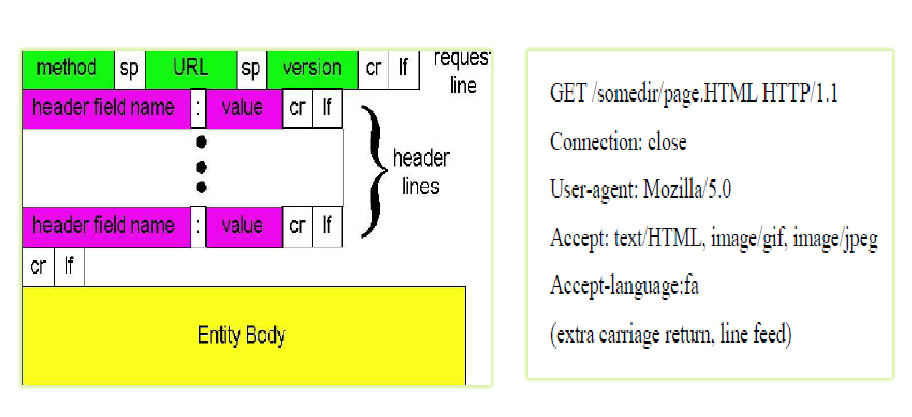 method sp URL sp version cr lf
reques
line
header field name : value cr lf
header
lines
header field name : value cr lf
cr lf
Entity Body
GET /somedir/page.HTML HTTP/1.1
Connection: close
User-agent: Mozilla/5.0
Accept: text/HTML, image/gif, image/jpeg
Accept-language:fa
(extra carriage return, line feed)